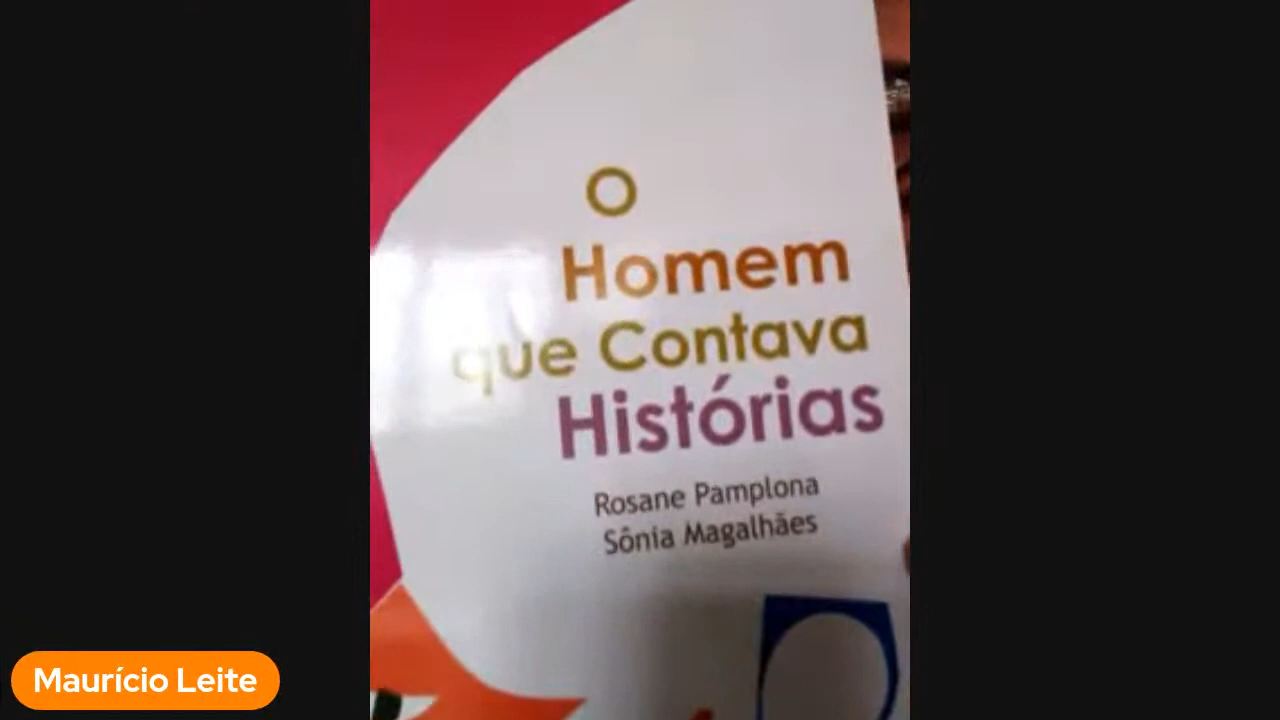 O
Homem
que Contava
Histórias
Rosane Pamplona
Sônia Magalhães
Maurício Leite